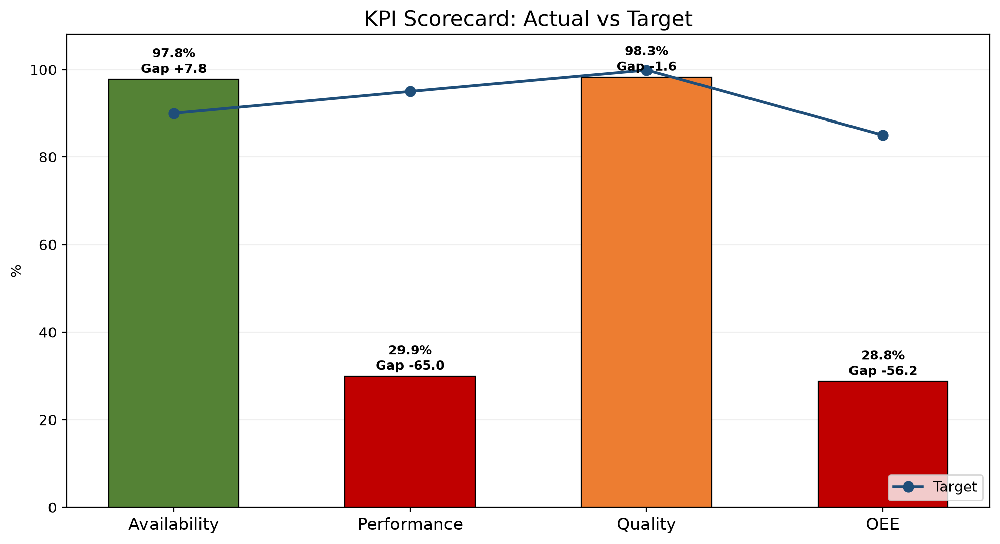 KPI Scorecard: Actual vs Target
97.8%
Gap +7.8
98.3%
Gap -1.6
100
80
60
%
40
29.9%
Gap -65.0
28.8%
Gap -56.2
20
Target
0
Availability
Performance
Quality
OEE